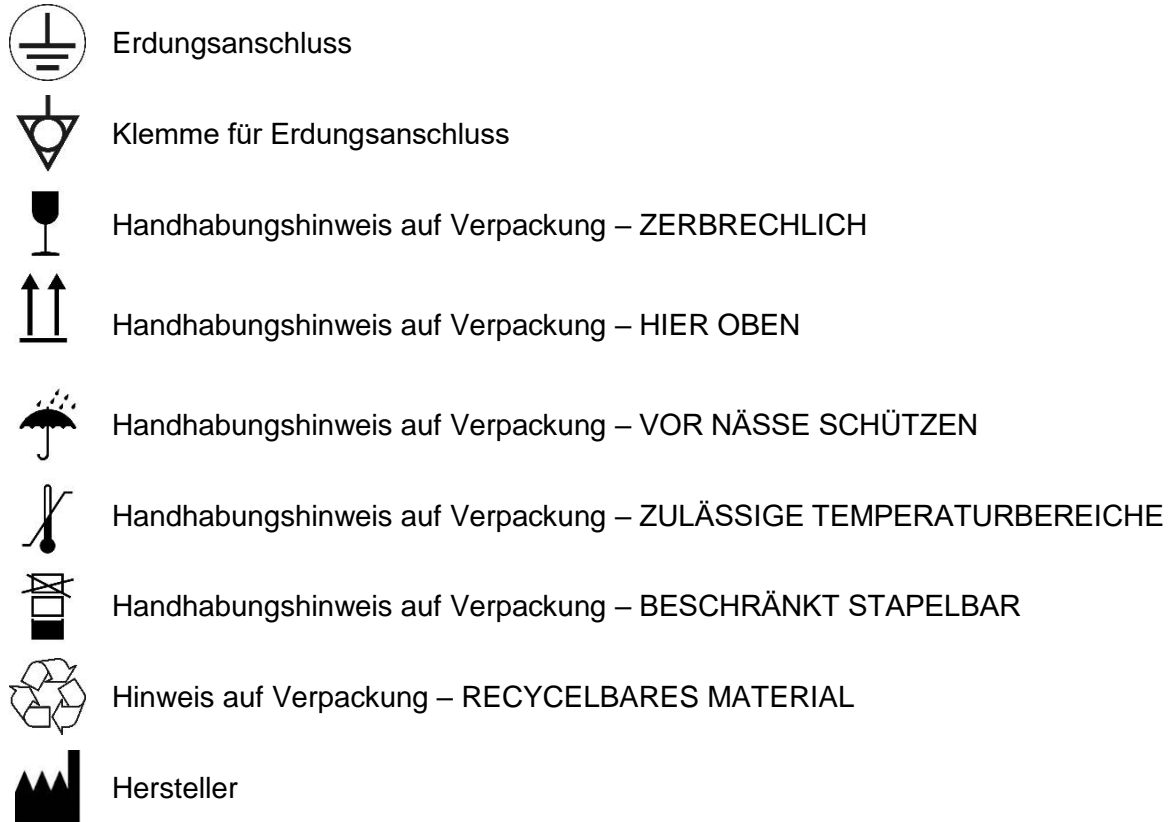 Erdungsanschluss
Klemme für Erdungsanschluss
Handhabungshinweis auf Verpackung – ZERBRECHLICH
Handhabungshinweis auf Verpackung – HIER OBEN
Handhabungshinweis auf Verpackung – VOR NÄSSE SCHÜTZEN
Handhabungshinweis auf Verpackung – ZULÄSSIGE TEMPERATURBEREICHE
Handhabungshinweis auf Verpackung – BESCHRÄNKT STAPELBAR
Hinweis auf Verpackung – RECYCELBARES MATERIAL
Hersteller